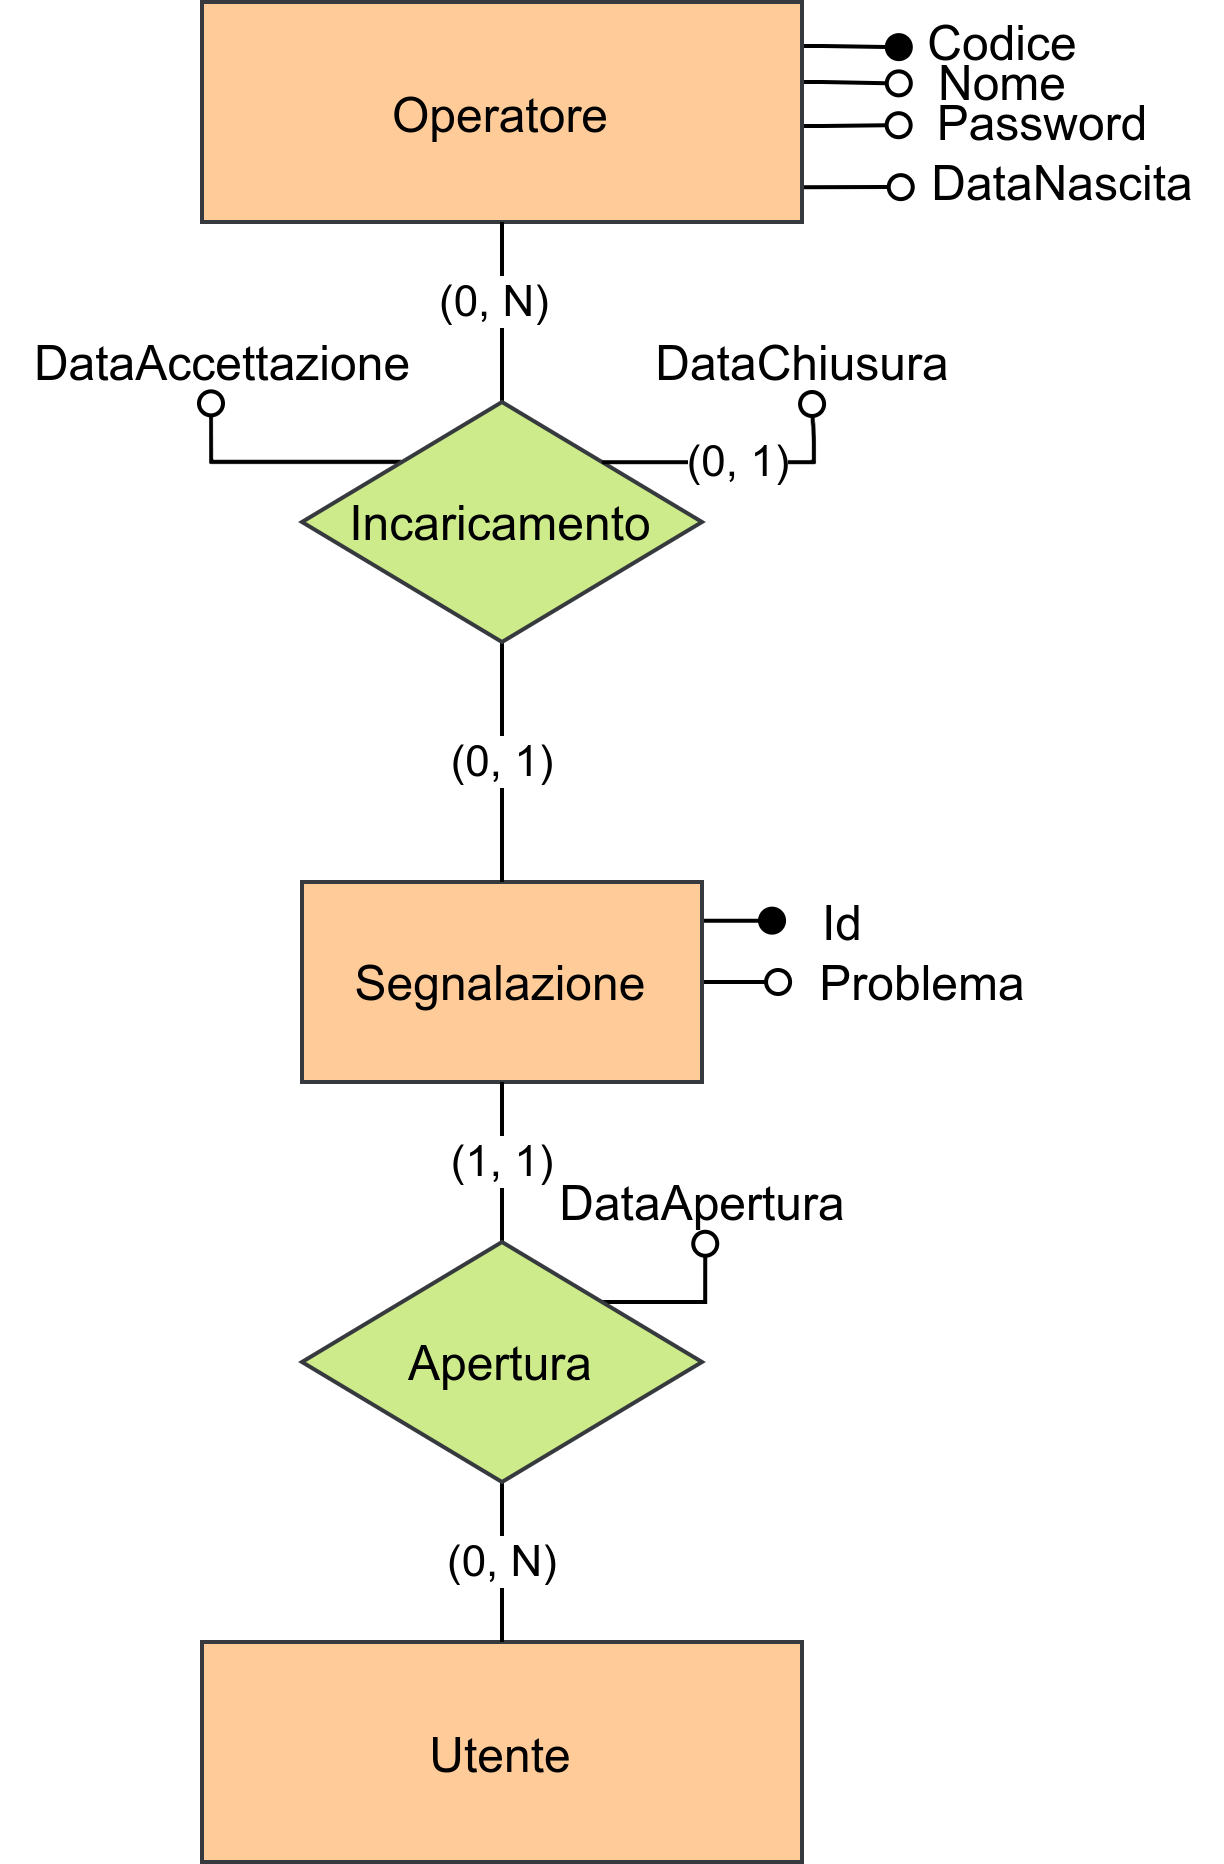 Operatore
Codice
Nome
Password
DataNascita
(0, N)
DataAccettazione
DataChiusura
(0, 1)
Incaricamento
(0, 1)
Segnalazione
Id
Problema
(1, 1)
DataApertura
Apertura
(0, N)
Utente